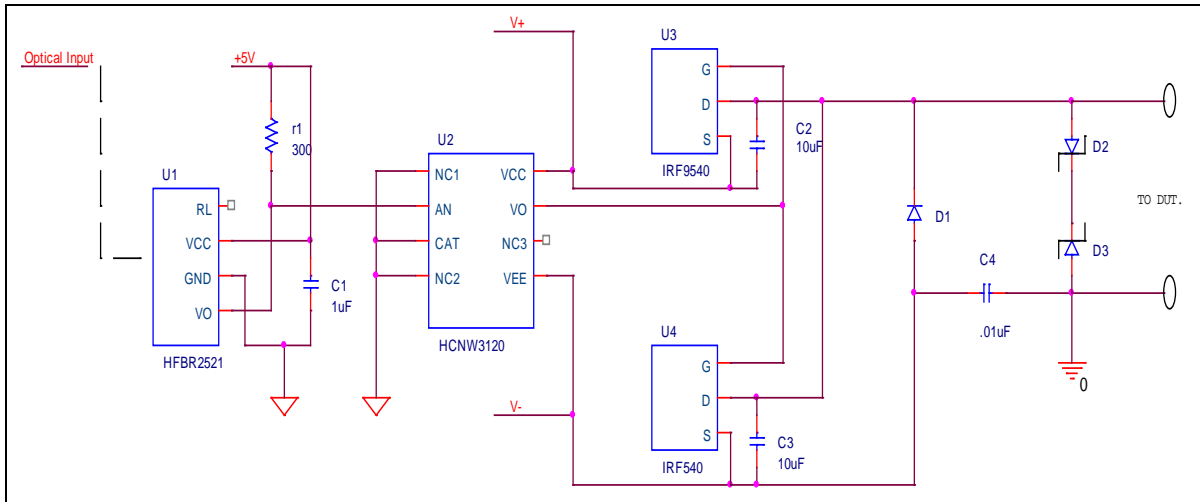 Optical Input
+5V
V+
U3
G
D
S
IRF9540
C2
10uF
r1
300
U2
NC1
AN
CAT
NC2
VCC
VO
NC3
VEE
HCNW3120
U1
RL
VCC
GND
VO
HFBR2521
C1
1uF
D1
D2
D3
TO DUT.
C4
.01uF
0
V-
U4
G
D
S
IRF540
C3
10uF